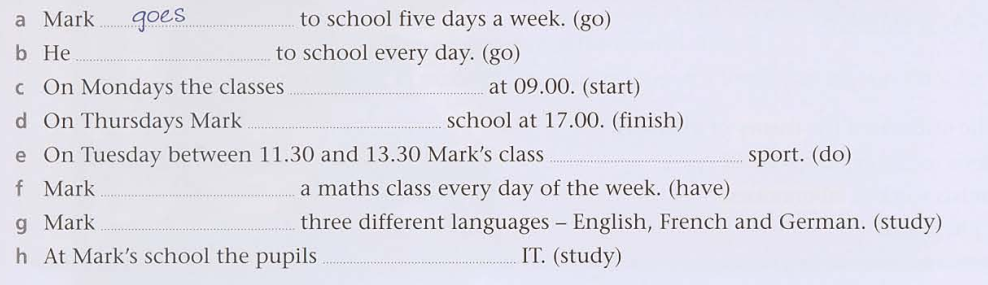 a Mark goes to school five days a week. (go)
b He ........ to school every day. (go)
c On Mondays the classes ........ at 09.00. (start)
d On Thursdays Mark ........ school at 17.00. (finish)
e On Tuesday between 11.30 and 13.30 Mark's class ........ sport. (do)
f Mark ........ a maths class every day of the week. (have)
g Mark ........ three different languages – English, French and German. (study)
h At Mark's school the pupils ........ IT. (study)